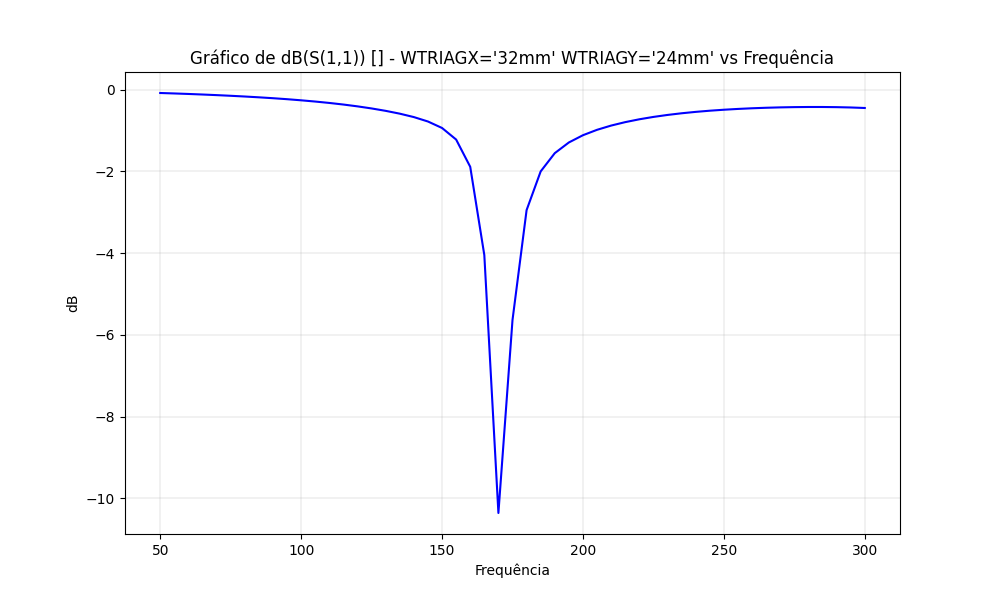 Gráfico de dB(S(1,1)) [] - WTRIAGX='32mm' WTRIAGY='24mm' vs Frequência
dB
0
−2
−4
−6
−8
−10
50 100 150 200 250 300
Frequência